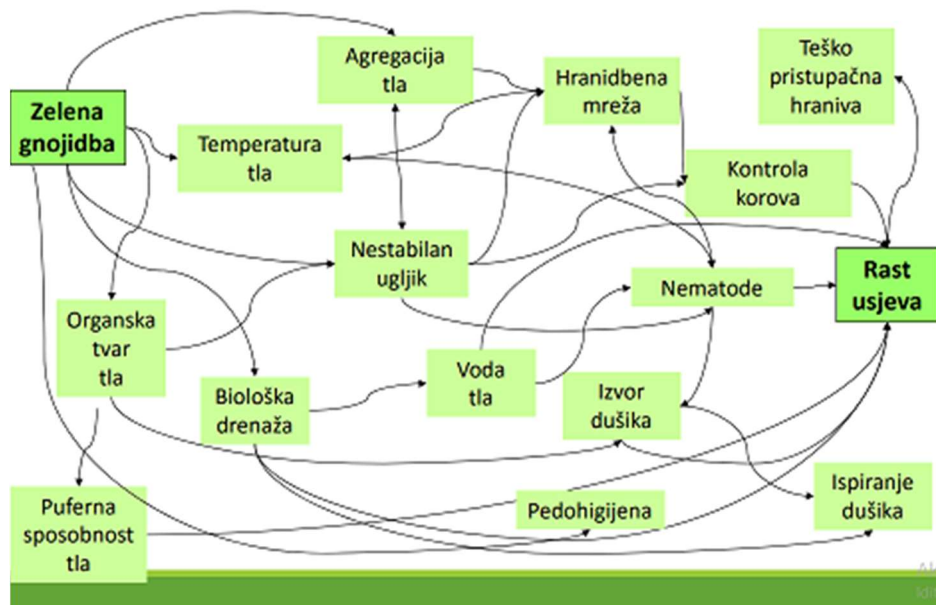 Agregacija
tla
Teško
pristupačna
hraniva
Hranidbena
mreža
Zelena
gnojidba
Temperatura
tla
Kontrola
korova
Nestabilan
ugljik
Rast
usjeva
Nematode
Organska
tvar
tla
Voda
tla
Biološka
drenaža
Izvor
dušika
Ispiranje
dušika
Puferna
sposobnost
tla
Pedohigijena